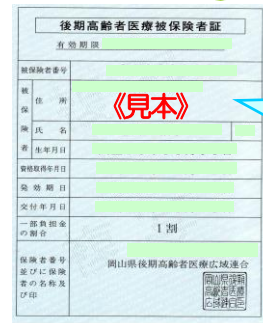 後期高齢者医療被保険者証
有効期限
被保険者番号
被保険者
住所
《見本》
氏名
生年月日
資格取得年月日
発効期日
交付年月日
一部負担金
の割合
1割
保険者番号
並びに保険
者の名称及
び印
岡山県後期高齢者医療広域連合